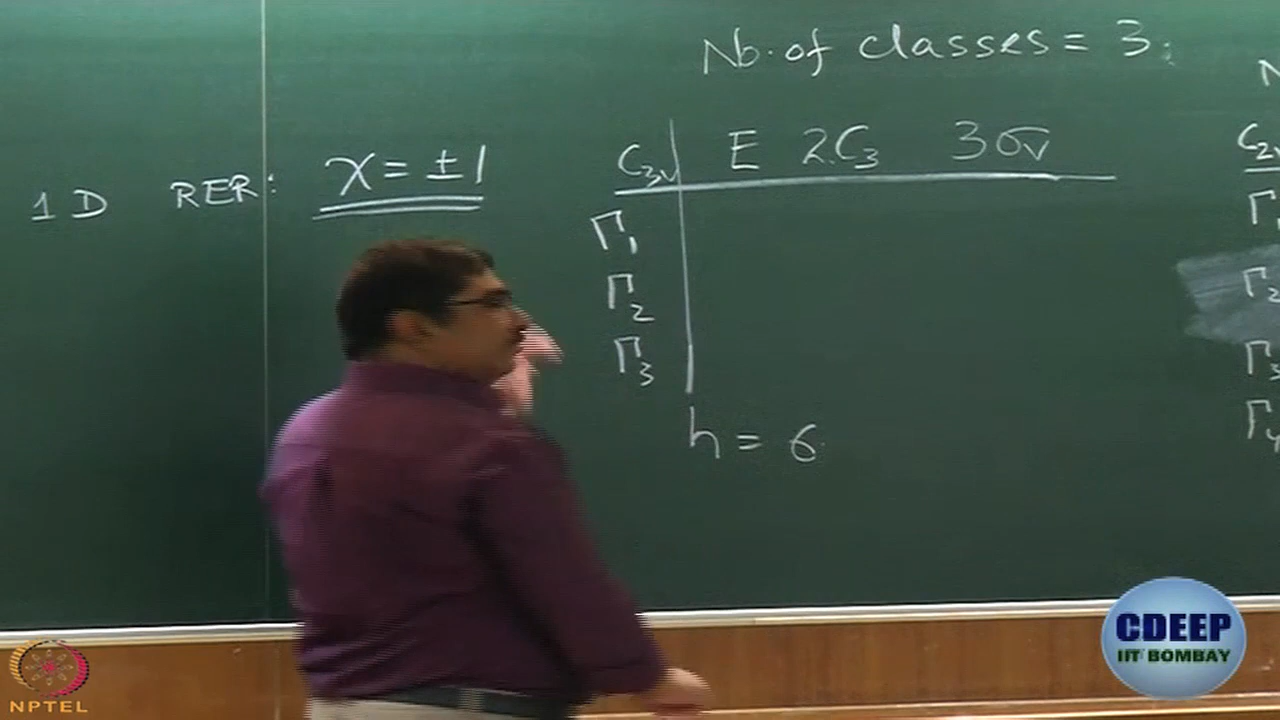 No. of classes = 3.
1D RER: χ = ±1
C3v E 2C3 3σv
Γ1
Γ2
Γ3
h = 6
C2v
Γ1
Γ2
Γ3
Γ4
CDEEP
IIT BOMBAY
NPTEL